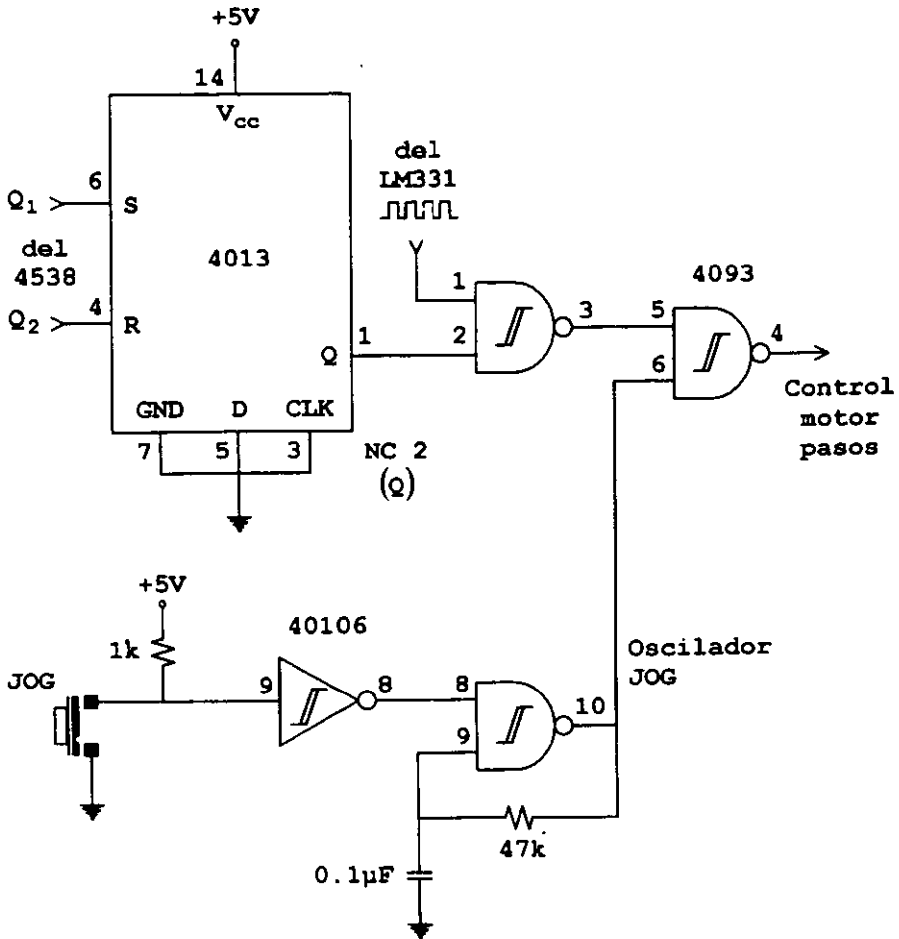 +5V
14
Vcc
6
Q1
S
del
4538
4013
4
Q2
R
Q
1
GND
D
CLK
7
5
3
NC 2
(Q)
del
LM331
1
2
3
4093
5
6
4
Control
motor
pasos
+5V
1k
JOG
40106
9
8
8
9
10
Oscilador
JOG
47k
0.1µF